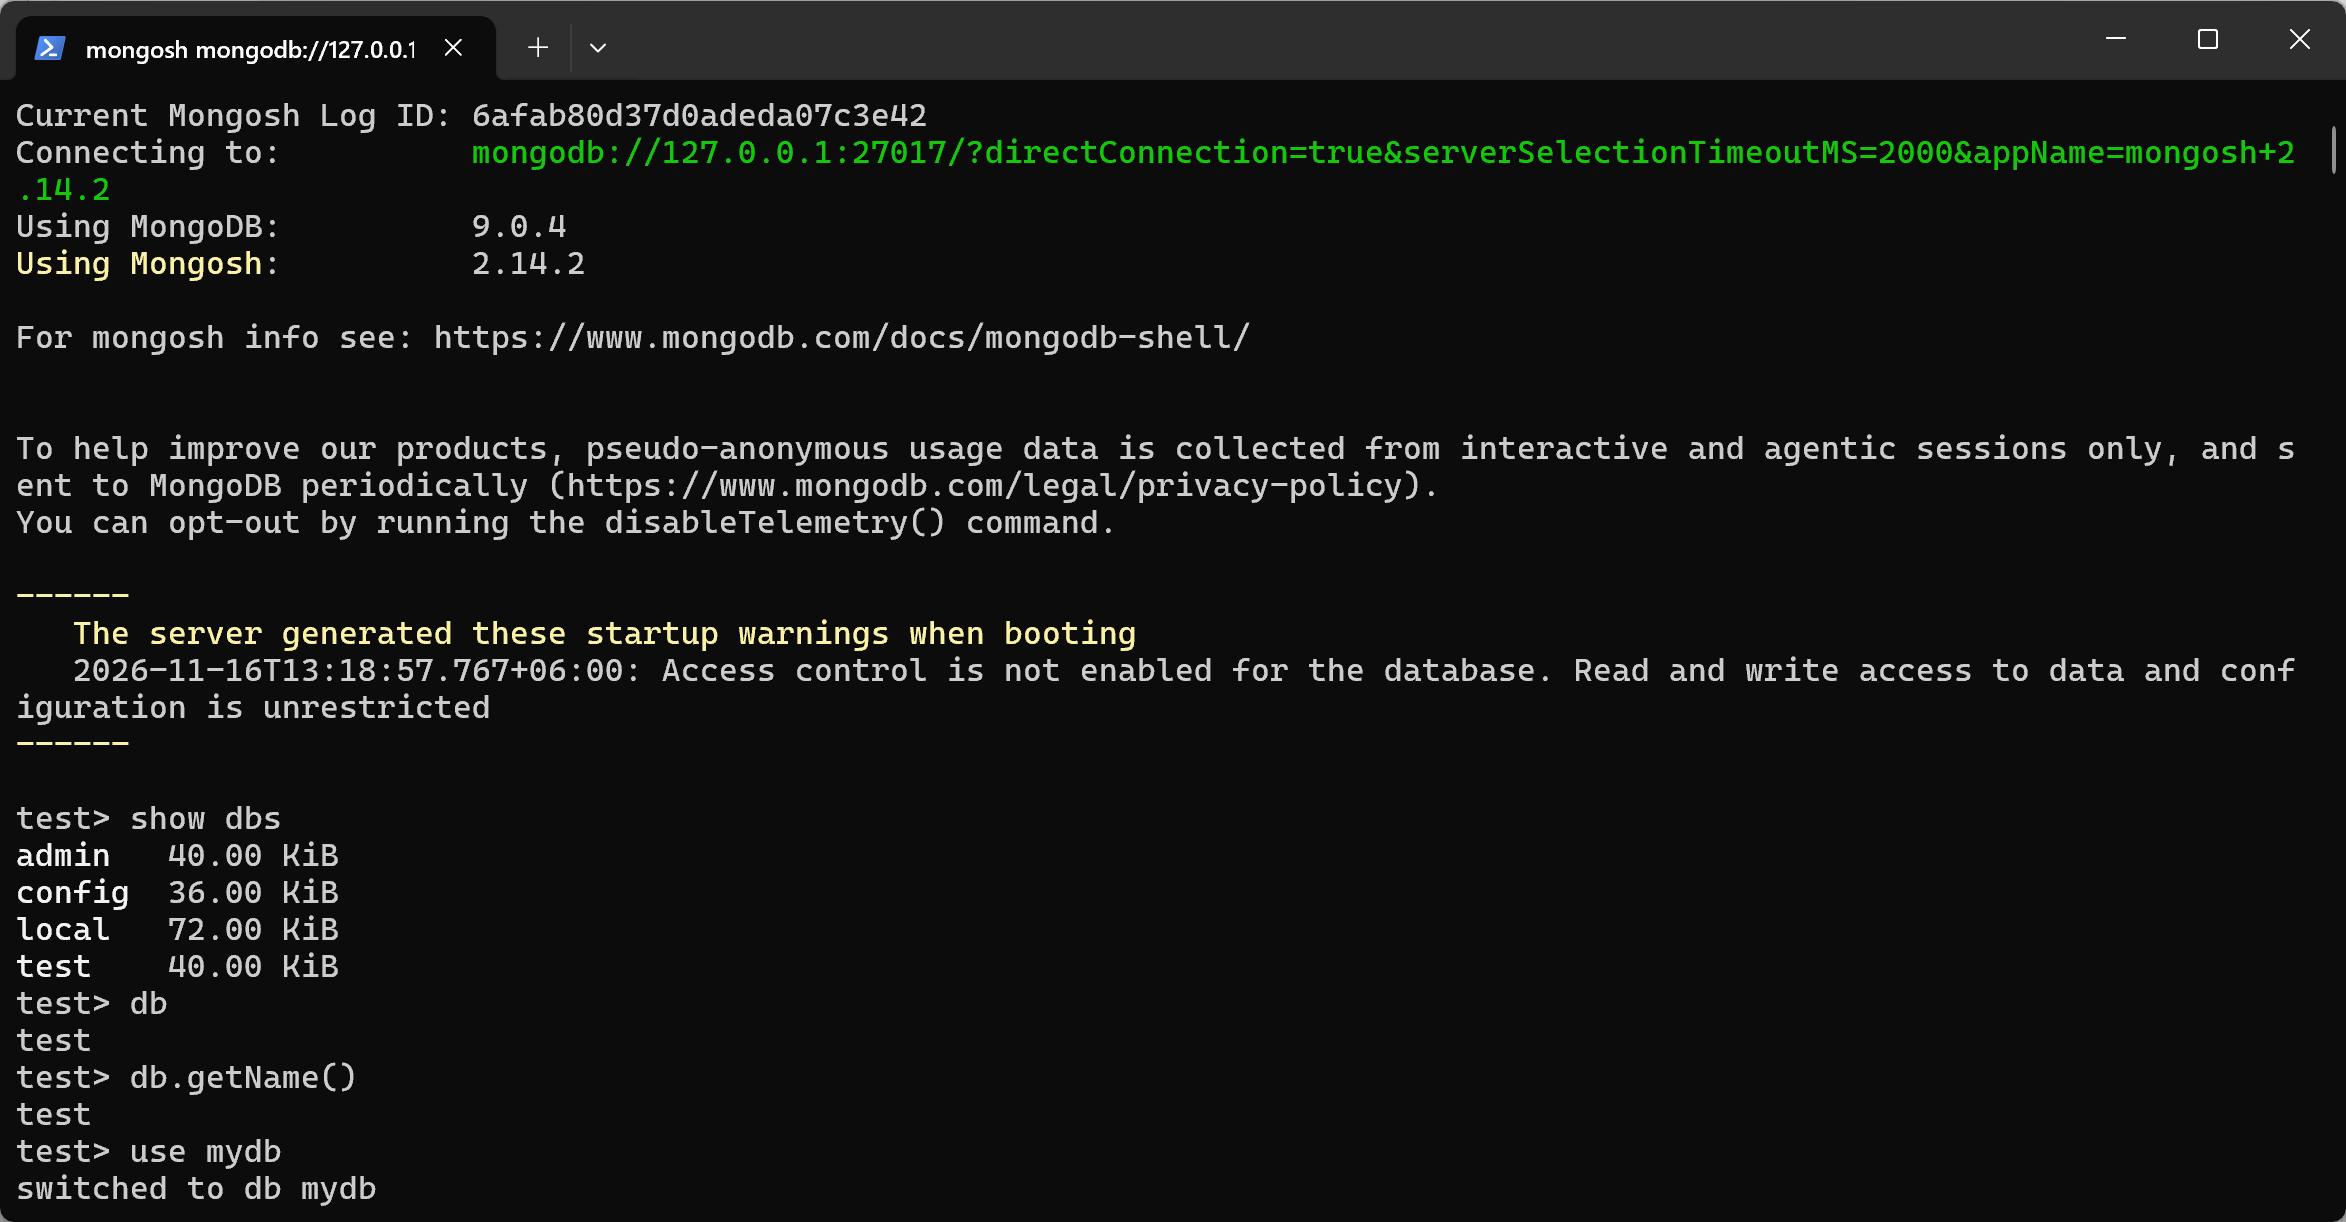 mongosh mongodb://127.0.0.1
Current Mongosh Log ID: 6afab80d37d0adeda07c3e42
Connecting to:          mongodb://127.0.0.1:27017/?directConnection=true&serverSelectionTimeoutMS=2000&appName=mongosh+2
.14.2
Using MongoDB:          9.0.4
Using Mongosh:          2.14.2
For mongosh info see: https://www.mongodb.com/docs/mongodb-shell/
To help improve our products, pseudo-anonymous usage data is collected from interactive and agentic sessions only, and s
ent to MongoDB periodically (https://www.mongodb.com/legal/privacy-policy).
You can opt-out by running the disableTelemetry() command.
------
   The server generated these startup warnings when booting
   2026-11-16T13:18:57.767+06:00: Access control is not enabled for the database. Read and write access to data and conf
iguration is unrestricted
------
test> show dbs
admin   40.00 KiB
config  36.00 KiB
local   72.00 KiB
test    40.00 KiB
test> db
test
test> db.getName()
test
test> use mydb
switched to db mydb